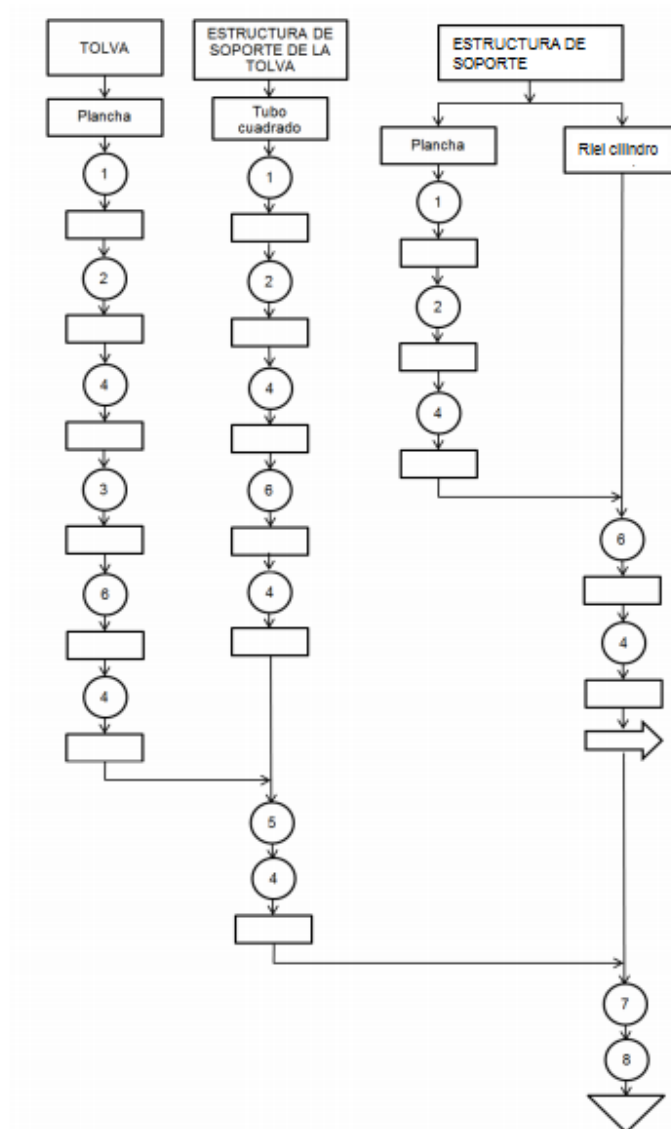 TOLVA
Plancha
1
2
4
3
6
4
ESTRUCTURA DE
SOPORTE DE LA
TOLVA
Tubo
cuadrado
1
2
4
6
4
5
4
ESTRUCTURA DE
SOPORTE
Plancha
1
2
4
Riel cilindro
6
4
7
8